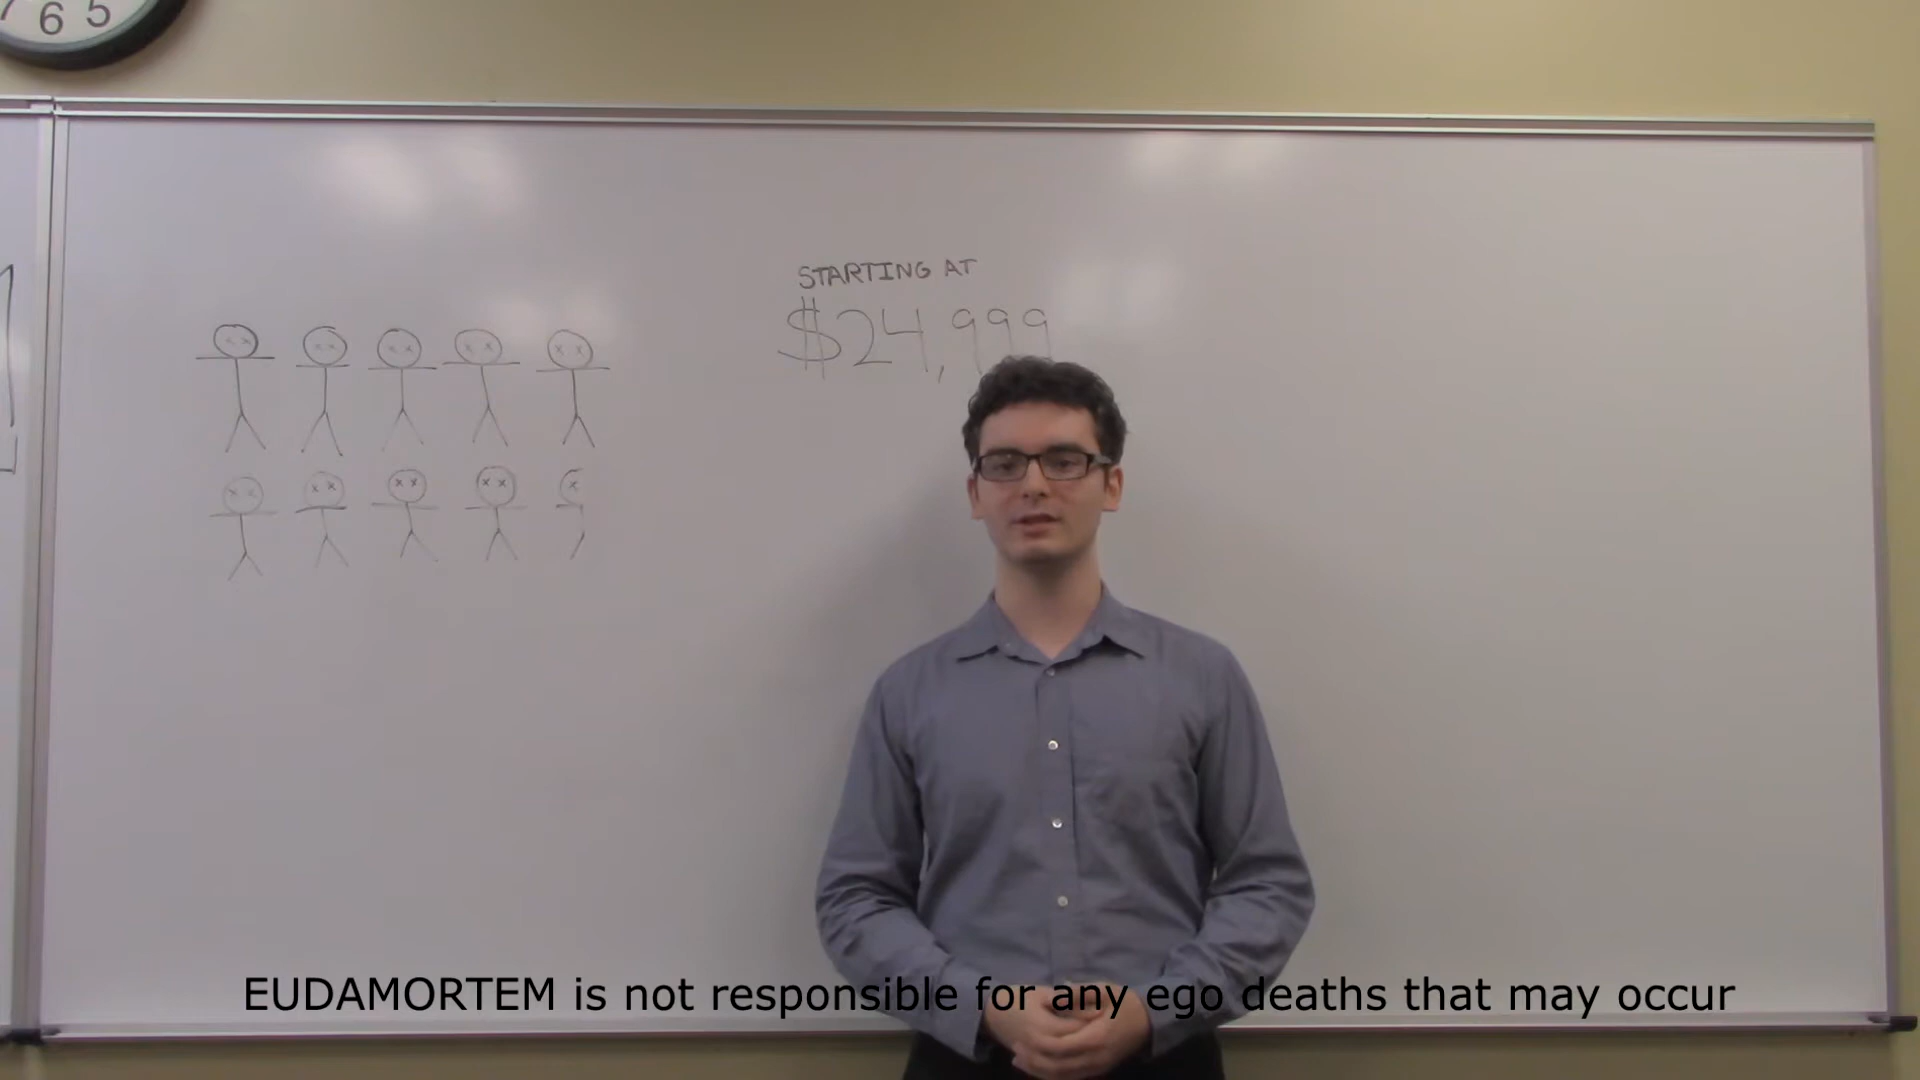 6 5
STARTING AT
$24,999
EUDAMORTEM is not responsible for any ego deaths that may occur